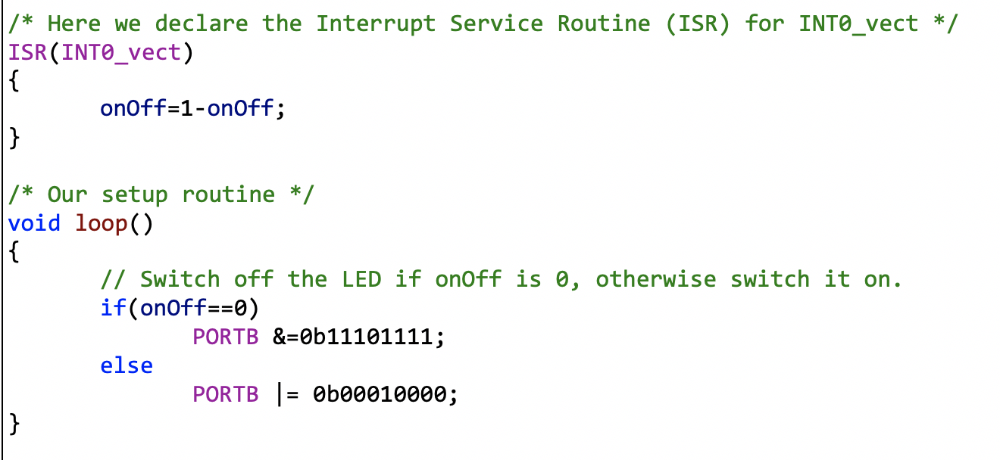 /* Here we declare the Interrupt Service Routine (ISR) for INT0_vect */
ISR(INT0_vect)
{
onOff=1-onOff;
}
/* Our setup routine */
void loop()
{
// Switch off the LED if onOff is 0, otherwise switch it on.
if(onOff==0)
PORTB &=0b11101111;
else
PORTB |= 0b00010000;
}